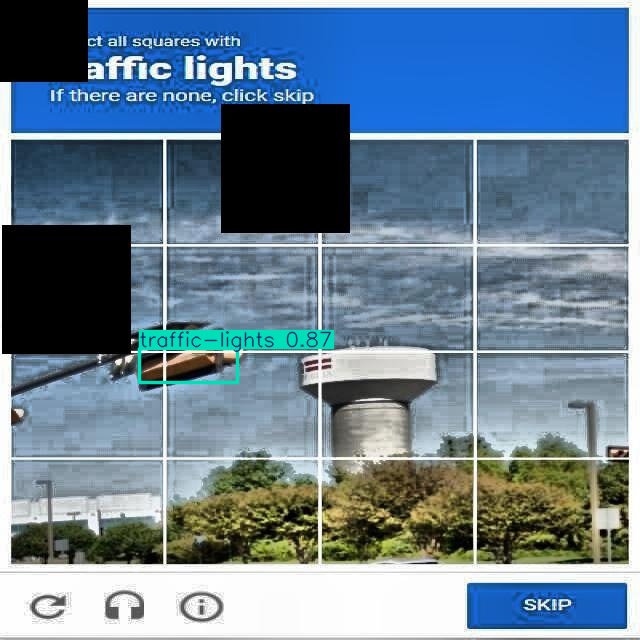 ct all squares with
affic lights
If there are none, click skip
traffic-lights 0.87
SKIP